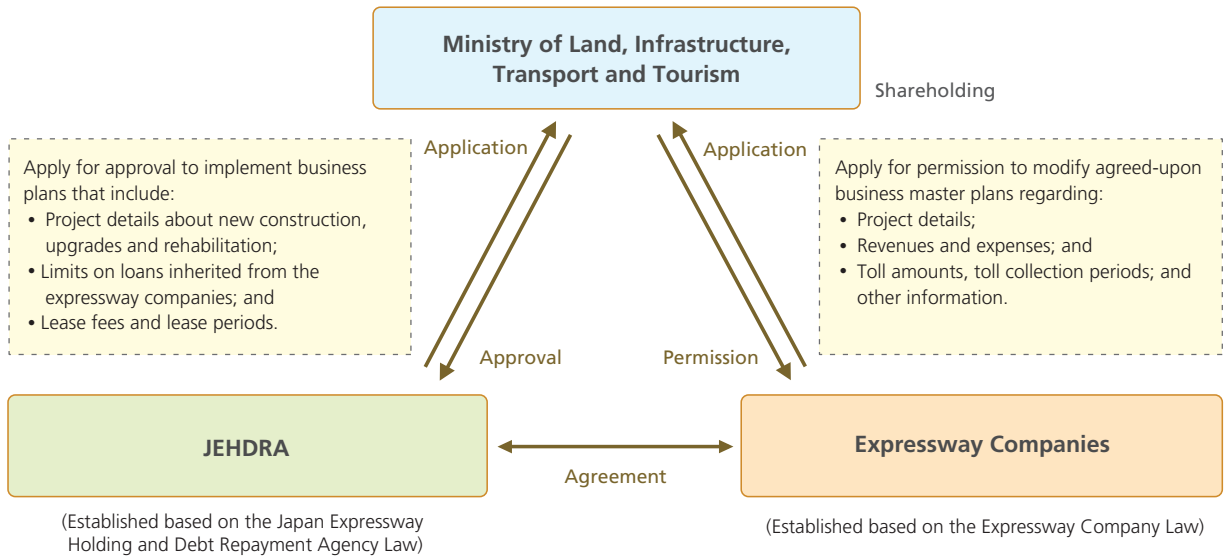 Ministry of Land, Infrastructure,
Transport and Tourism
Shareholding
Application
Application
Apply for approval to implement business
plans that include:
• Project details about new construction,
upgrades and rehabilitation;
• Limits on loans inherited from the
expressway companies; and
• Lease fees and lease periods.
Apply for permission to modify agreed-upon
business master plans regarding:
• Project details;
• Revenues and expenses; and
• Toll amounts, toll collection periods; and
other information.
Approval
Permission
JEHDRA
Agreement
Expressway Companies
(Established based on the Japan Expressway
Holding and Debt Repayment Agency Law)
(Established based on the Expressway Company Law)